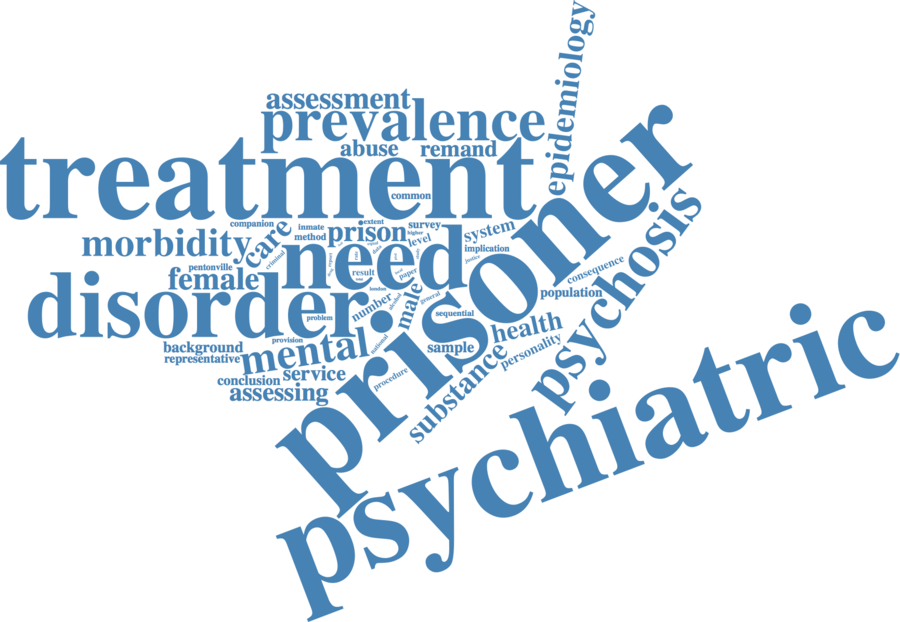 epidemiology
assessment
prevalence
abuse
remand
treatment
common
prisoner
psychosis
companion
inmate
extent
survey
method
prison
higher
level
system
morbidity
care
need
implication
criminal
justice
pentonville
female
result
paper
consequence
london
population
disorder
number
alcohol
male
general
problem
sequential
health
provision
national
background
mental
sample
personality
representative
service
procedure
substance
conclusion
assessing
psychiatric